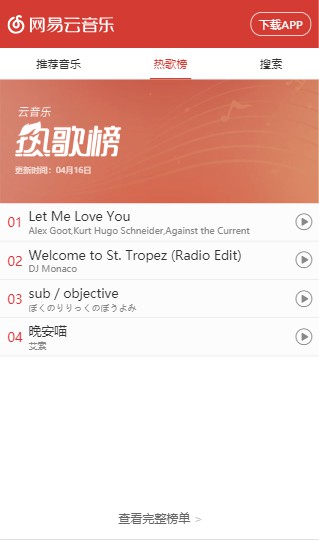 网易云音乐
下载APP
推荐音乐
热歌榜
搜索
云音乐
热歌榜
更新时间：04月16日
01
Let Me Love You
Alex Goot,Kurt Hugo Schneider,Against the Current
02
Welcome to St. Tropez (Radio Edit)
DJ Monaco
03
sub / objective
ぼくのりりっくのぼうよみ
04
晚安喵
艾索
查看完整榜单 >